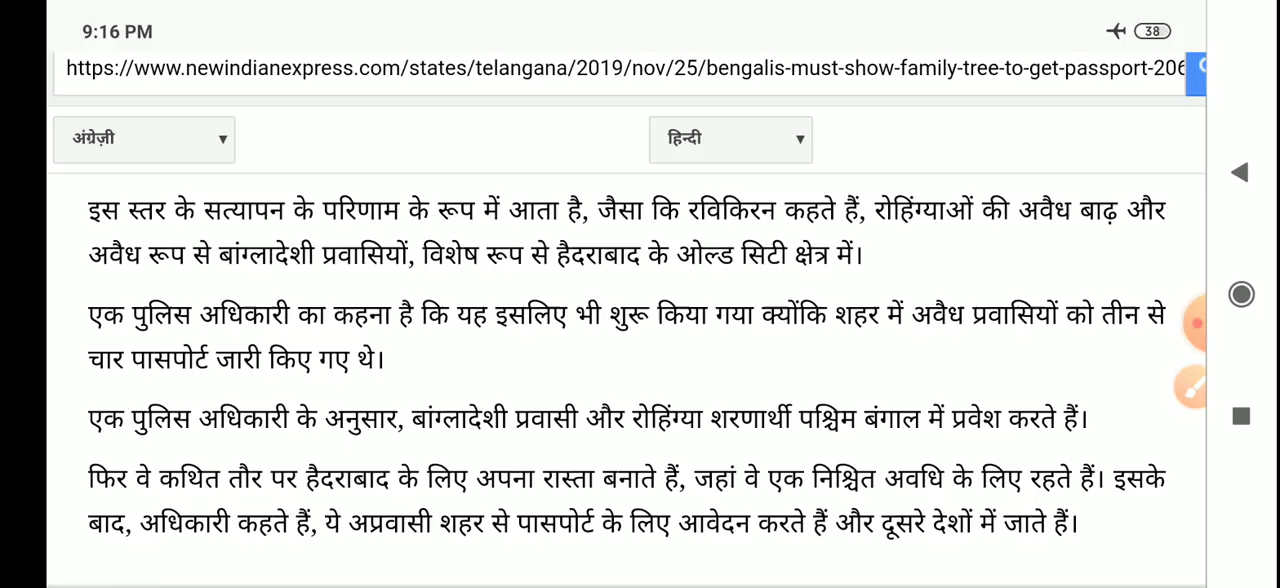 9:16 PM
38
https://www.newindianexpress.com/states/telangana/2019/nov/25/bengalis-must-show-family-tree-to-get-passport-206
अंग्रेज़ी
हिन्दी
इस स्तर के सत्यापन के परिणाम के रूप में आता है, जैसा कि रविकिरन कहते हैं, रोहिंग्याओं की अवैध बाढ़ और
अवैध रूप से बांग्लादेशी प्रवासियों, विशेष रूप से हैदराबाद के ओल्ड सिटी क्षेत्र में।
एक पुलिस अधिकारी का कहना है कि यह इसलिए भी शुरू किया गया क्योंकि शहर में अवैध प्रवासियों को तीन से
चार पासपोर्ट जारी किए गए थे।
एक पुलिस अधिकारी के अनुसार, बांग्लादेशी प्रवासी और रोहिंग्या शरणार्थी पश्चिम बंगाल में प्रवेश करते हैं।
फिर वे कथित तौर पर हैदराबाद के लिए अपना रास्ता बनाते हैं, जहां वे एक निश्चित अवधि के लिए रहते हैं। इसके
बाद, अधिकारी कहते हैं, ये अप्रवासी शहर से पासपोर्ट के लिए आवेदन करते हैं और दूसरे देशों में जाते हैं।